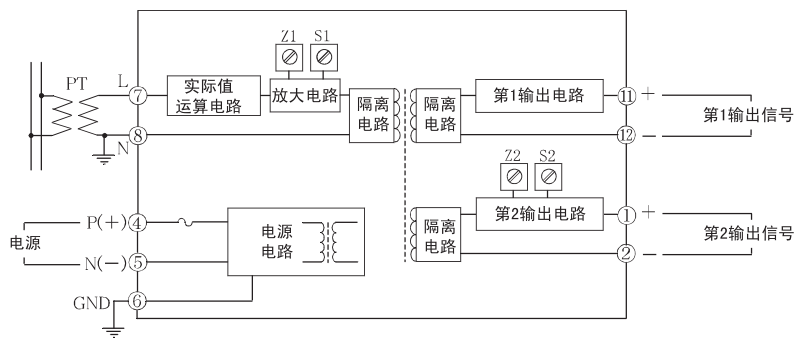 Z1 S1
PT L ⑦ 实际值
运算电路
放大电路
隔离
电路
隔离
电路
第1输出电路
⑪ +
第1输出信号
⑧ N
⑫ −
Z2 S2
电源
P(+) ④
电源
电路
隔离
电路
第2输出电路
① +
第2输出信号
N(−) ⑤
② −
GND ⑥